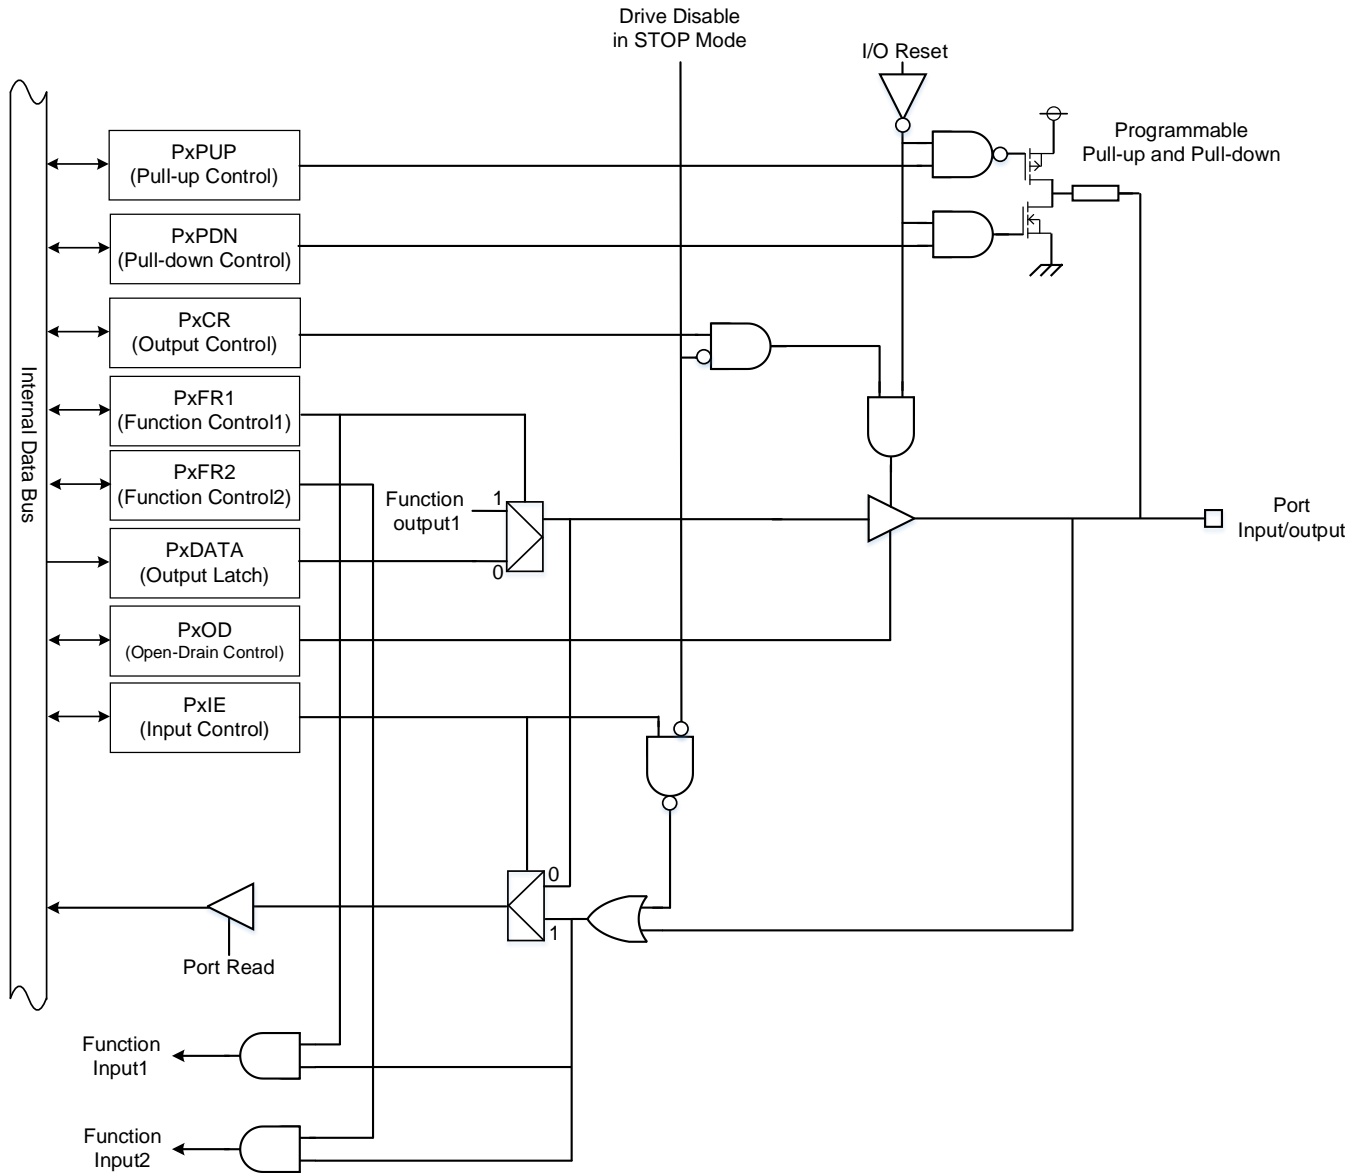 Drive Disable
in STOP Mode
I/O Reset
Programmable
Pull-up and Pull-down
PxPUP
(Pull-up Control)
PxPDN
(Pull-down Control)
PxCR
(Output Control)
Internal Data Bus
PxFR1
(Function Control1)
PxFR2
(Function Control2)
Function
output1
1
0
Port
Input/output
PxDATA
(Output Latch)
PxOD
(Open-Drain Control)
PxIE
(Input Control)
0
1
Port Read
Function
Input1
Function
Input2